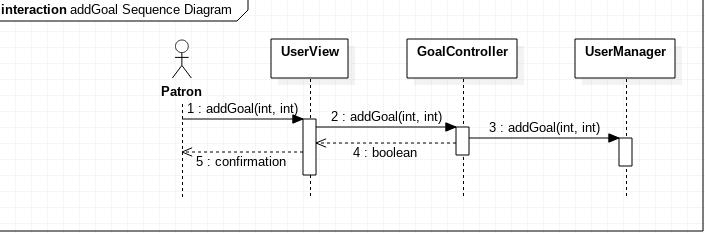 interaction addGoal Sequence Diagram
UserView
GoalController
UserManager
Patron
1 : addGoal(int, int)
2 : addGoal(int, int)
3 : addGoal(int, int)
4 : boolean
5 : confirmation